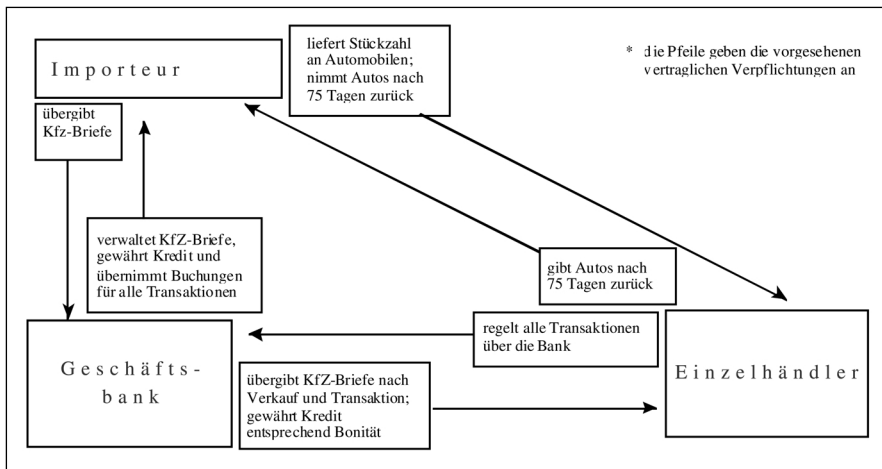 liefert Stückzahl
an Automobilen;
nimmt Autos nach
75 Tagen zurück
* die Pfeile geben die vorgesehenen
vertraglichen Verpflichtungen an
Importeur
übergibt
Kfz-Briefe
verwaltet KfZ-Briefe,
gewährt Kredit und
übernimmt Buchungen
für alle Transaktionen
gibt Autos nach
75 Tagen zurück
regelt alle Transaktionen
über die Bank
Geschäfts-
bank
übergibt KfZ-Briefe nach
Verkauf und Transaktion;
gewährt Kredit
entsprechend Bonität
Einzelhändler